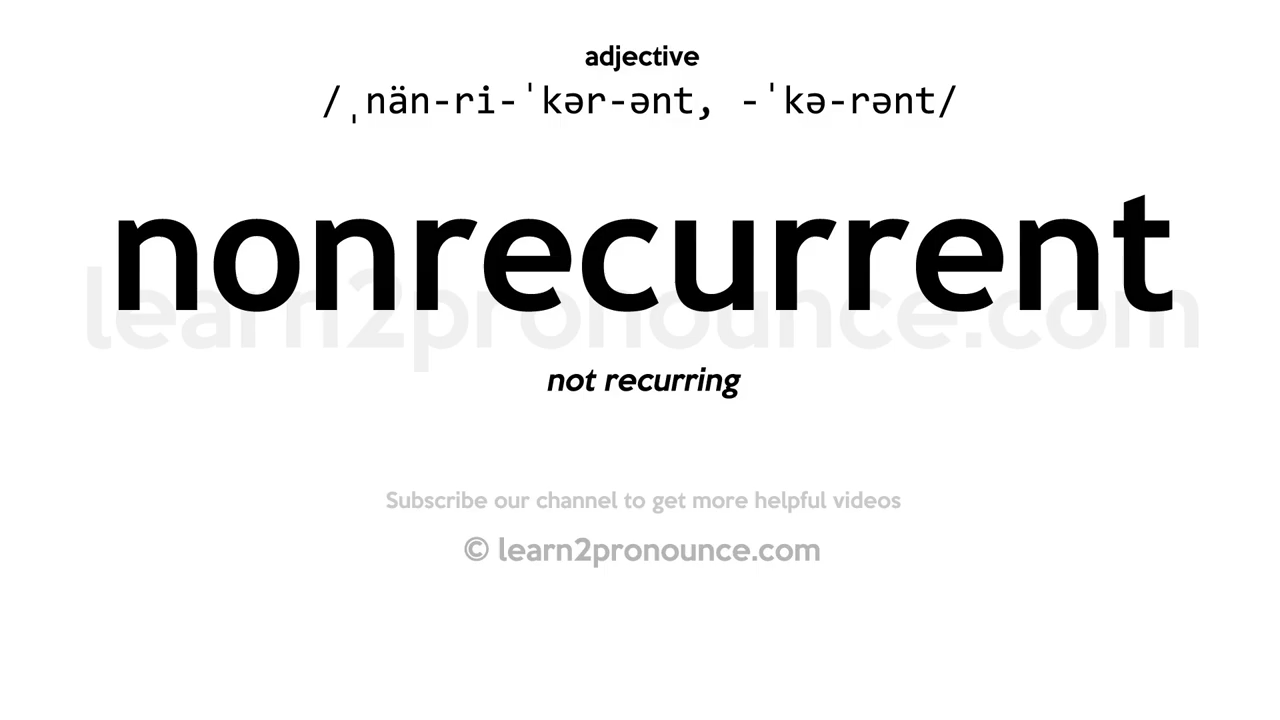 adjective
/ˌnän-ri-ˈkər-ənt, -ˈkə-rənt/
nonrecurrent
learn2pronounce.com
not recurring
Subscribe our channel to get more helpful videos
© learn2pronounce.com